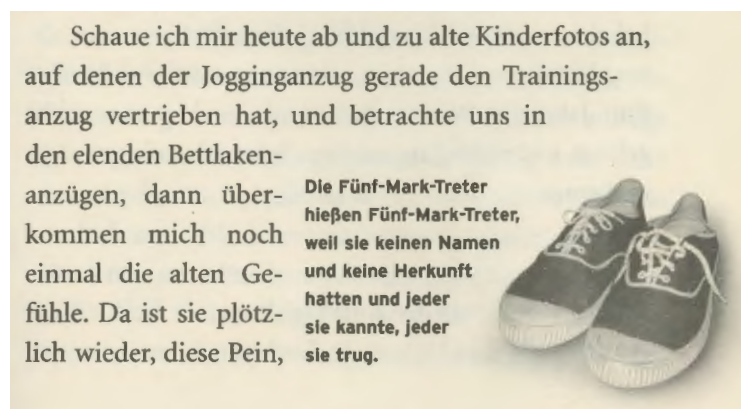 Schaue ich mir heute ab und zu alte Kinderfotos an,
auf denen der Jogginganzug gerade den Trainings-
anzug vertrieben hat, und betrachte uns in
den elenden Bettlaken-
anzügen, dann über-
kommen mich noch
einmal die alten Ge-
fühle. Da ist sie plötz-
lich wieder, diese Pein,
Die Fünf-Mark-Treter
hießen Fünf-Mark-Treter,
weil sie keinen Namen
und keine Herkunft
hatten und jeder
sie kannte, jeder
sie trug.